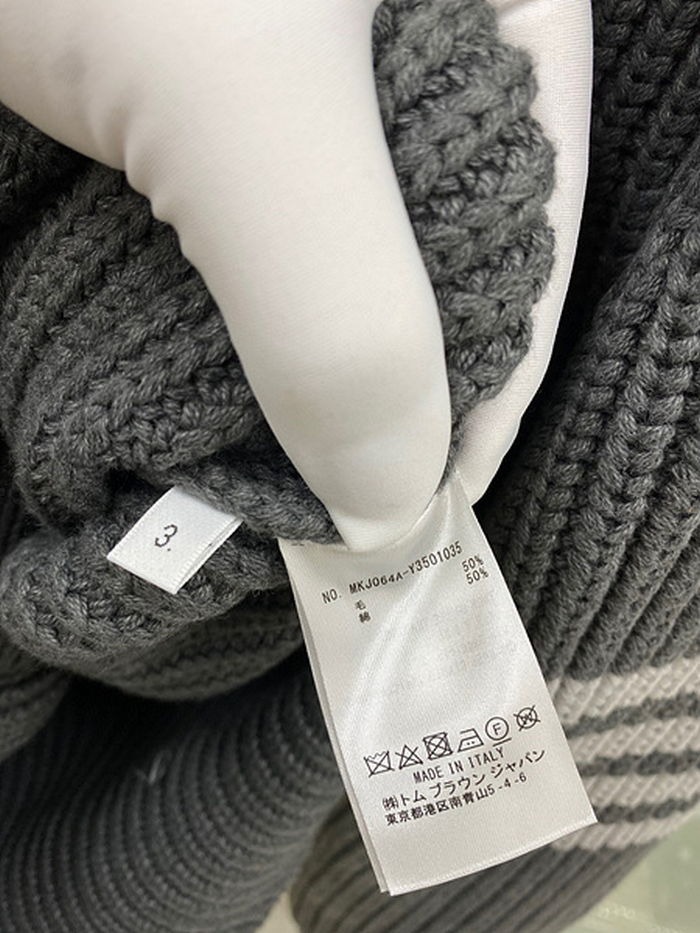 3.
NO. MKJ064A-Y3501035
毛 50%
綿 50%
MADE IN ITALY
㈱トム ブラウン ジャパン
東京都港区南青山5-4-6